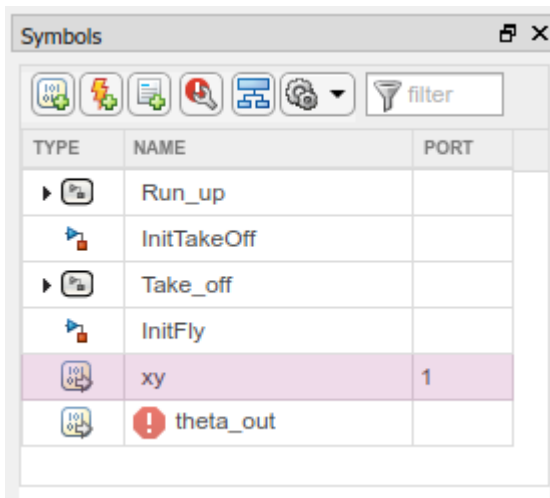 Symbols
filter
TYPE NAME PORT
Run_up
InitTakeOff
Take_off
InitFly
xy 1
theta_out